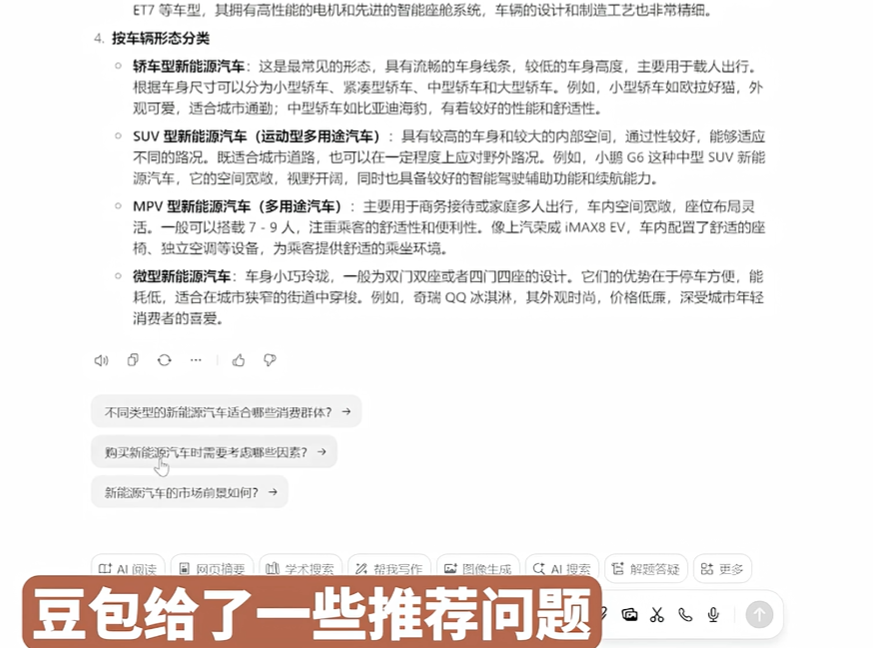 ET7 等车型，其拥有高性能的电机和先进的智能座舱系统，车辆的设计和制造工艺也非常精细。
4. 按车辆形态分类
轿车型新能源汽车：这是最常见的形态，具有流畅的车身线条，较低的车身高度，主要用于载人出行。
根据车身尺寸可以分为小型轿车、紧凑型轿车、中型轿车和大型轿车。例如，小型轿车如欧拉好猫，外
观可爱，适合城市通勤；中型轿车如比亚迪海豹，有着较好的性能和舒适性。
SUV 型新能源汽车（运动型多用途汽车）：具有较高的车身和较大的内部空间，通过性较好，能够适应
不同的路况。既适合城市道路，也可以在一定程度上应对野外路况。例如，小鹏 G6 这种中型 SUV 新能
源汽车，它的空间宽敞，视野开阔，同时也具备较好的智能驾驶辅助功能和续航能力。
MPV 型新能源汽车（多用途汽车）：主要用于商务接待或家庭多人出行，车内空间宽敞，座位布局灵
活。一般可以搭载 7 - 9 人，注重乘客的舒适性和便利性。像上汽荣威 iMAX8 EV，车内配置了舒适的座
椅、独立空调等设备，为乘客提供舒适的乘坐环境。
微型新能源汽车：车身小巧玲珑，一般为双门双座或者四门四座的设计。它们的优势在于停车方便，能
耗低，适合在城市狭窄的街道中穿梭。例如，奇瑞 QQ 冰淇淋，其外观时尚，价格低廉，深受城市年轻
消费者的喜爱。
不同类型的新能源汽车适合哪些消费群体？ →
购买新能源汽车时需要考虑哪些因素？ →
新能源汽车的市场前景如何？ →
AI 阅读 网页摘要 学术搜索 帮我写作 图像生成 AI 搜索 解题答疑 更多
豆包给了一些推荐问题